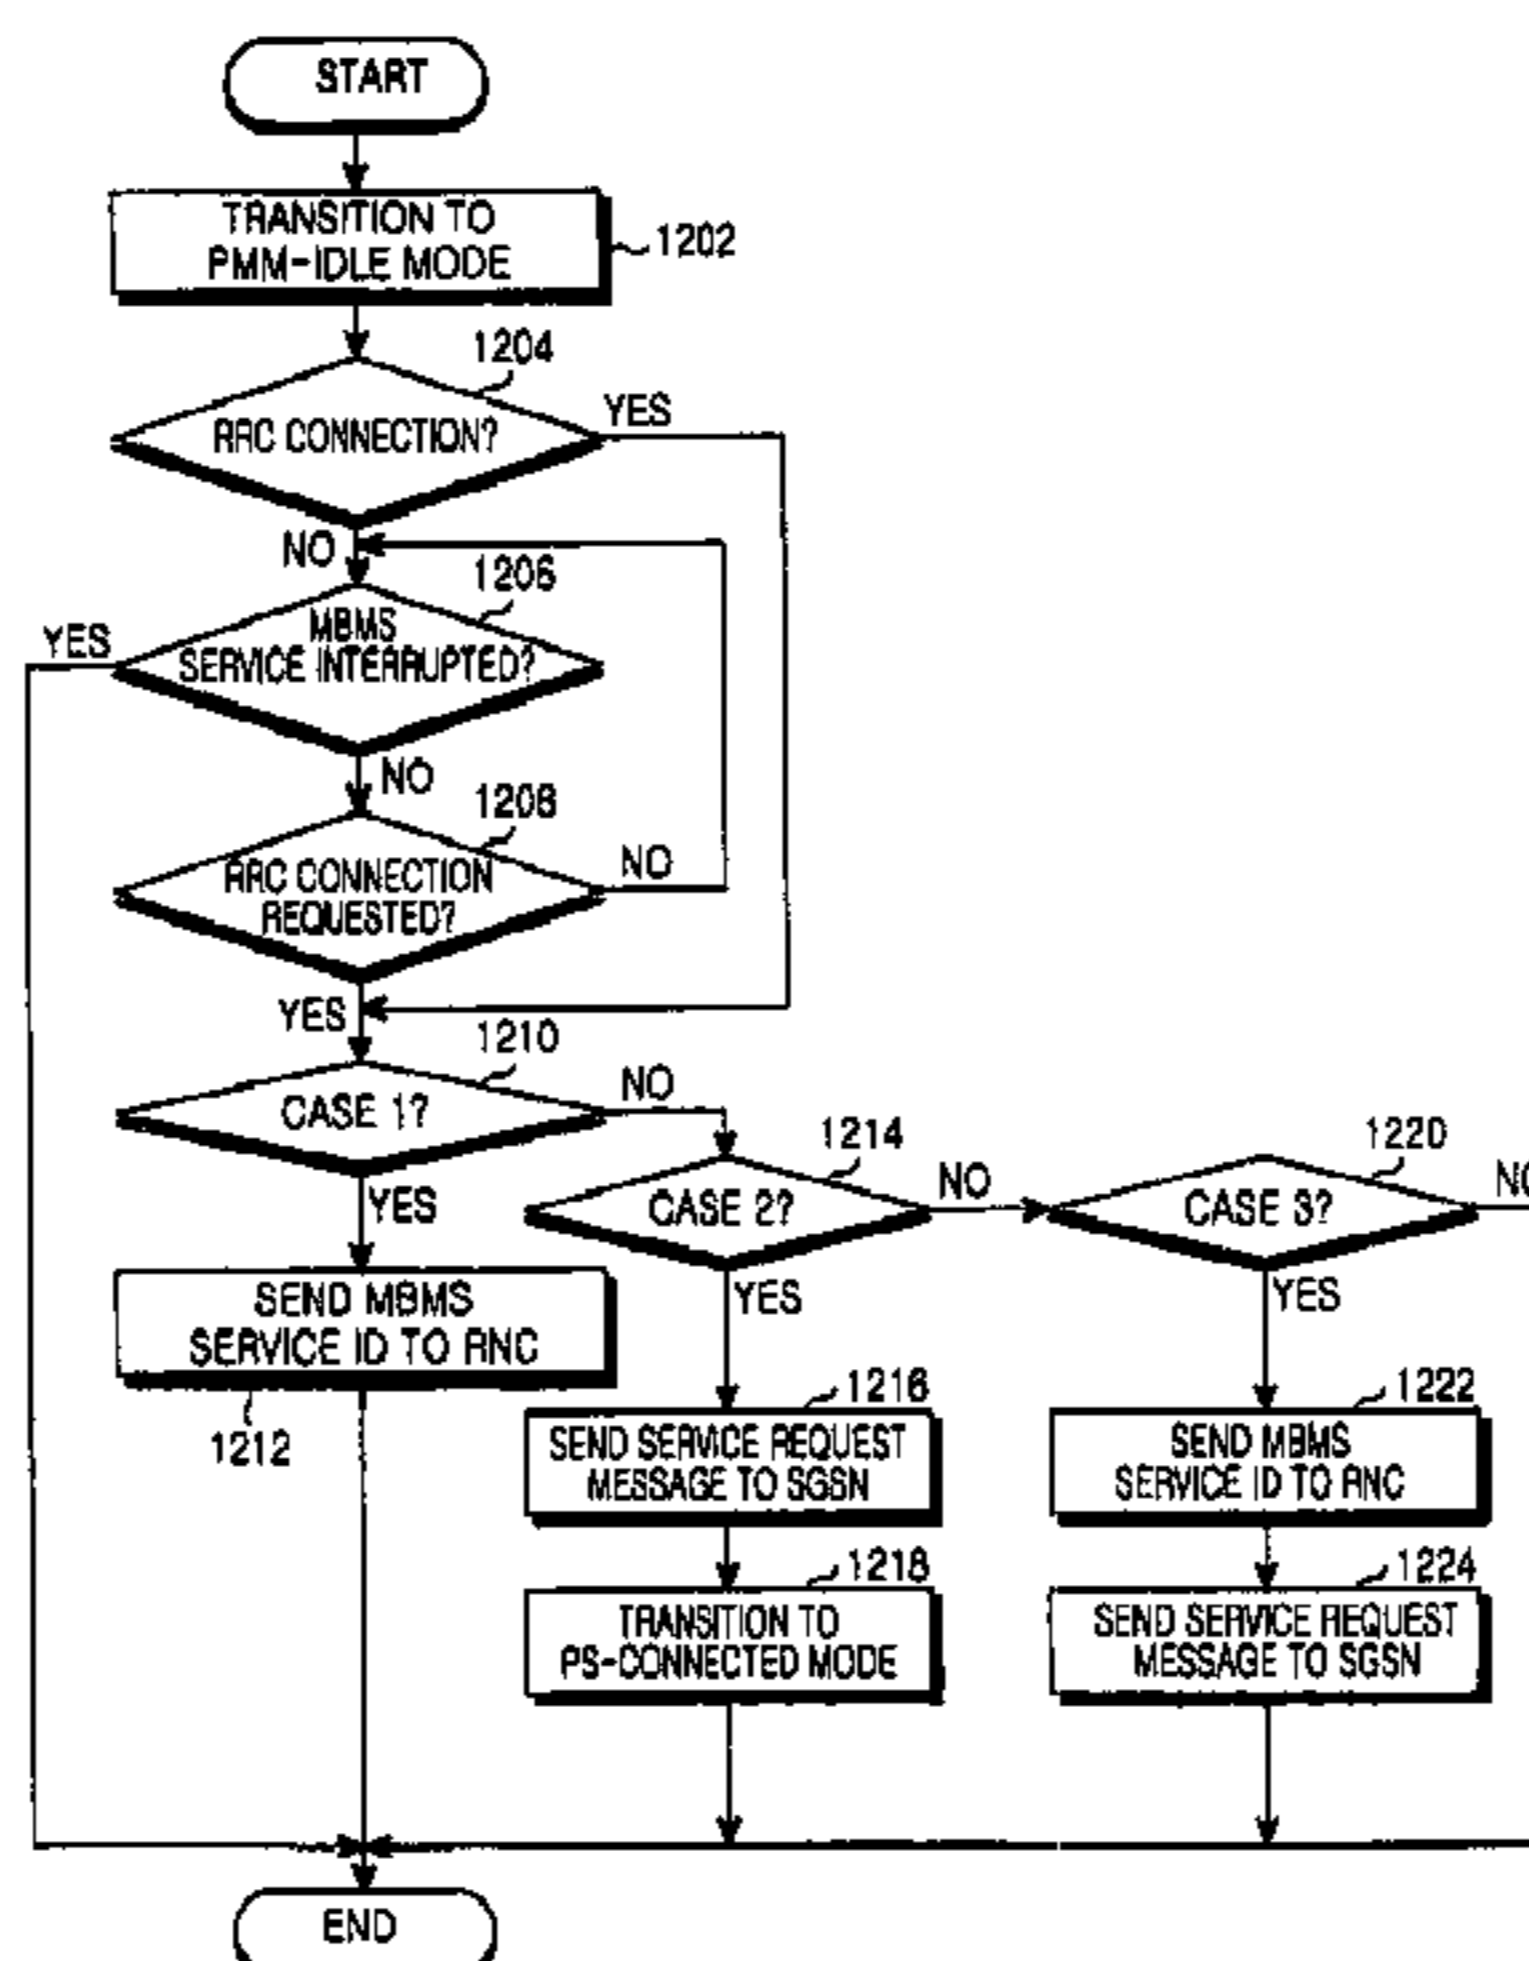 START
TRANSITION TO
PMM-IDLE MODE
1202
1204
RRC CONNECTION?
YES
NO
1206
MBMS
SERVICE INTERRUPTED?
YES
NO
1208
RRC CONNECTION
REQUESTED?
NO
YES
1210
CASE 1?
NO
YES
1214
CASE 2?
NO
YES
1220
CASE 3?
NO
YES
SEND MBMS
SERVICE ID TO RNC
1212
1216
SEND SERVICE REQUEST
MESSAGE TO SGSN
1222
SEND MBMS
SERVICE ID TO RNC
1218
TRANSITION TO
PS-CONNECTED MODE
1224
SEND SERVICE REQUEST
MESSAGE TO SGSN
END